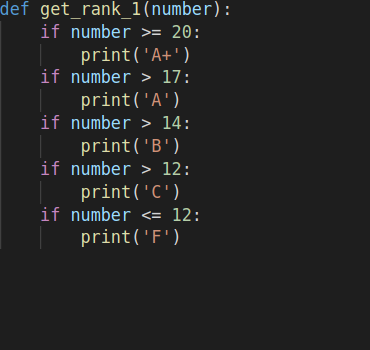 def get_rank_1(number):
    if number >= 20:
        print('A+')
    if number > 17:
        print('A')
    if number > 14:
        print('B')
    if number > 12:
        print('C')
    if number <= 12:
        print('F')